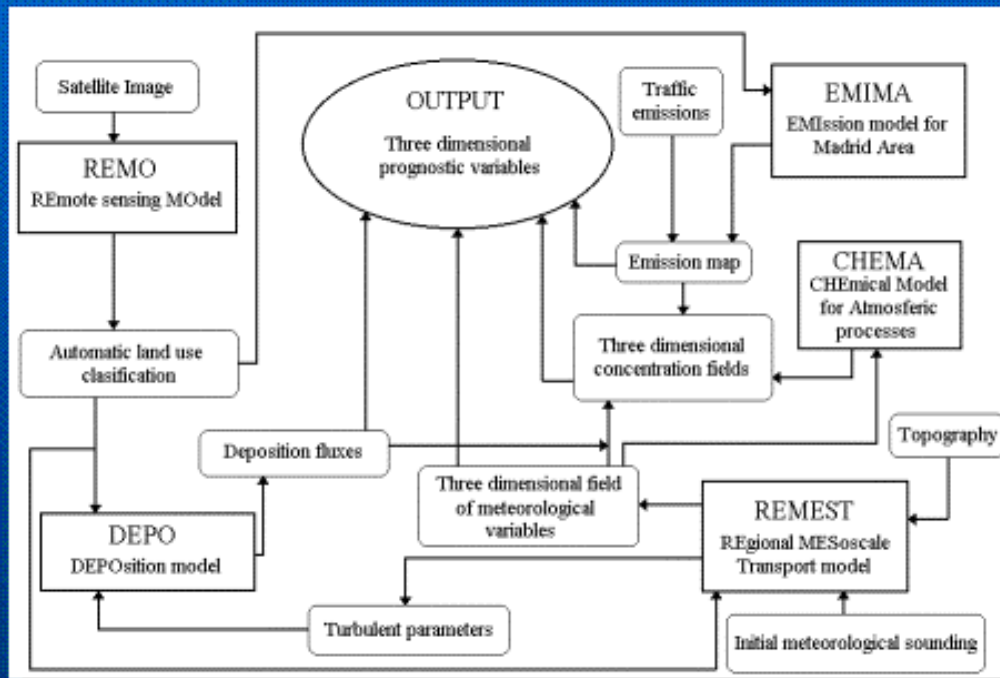 Satellite Image
REMO
REmote sensing MOdel
Automatic land use
clasification
OUTPUT
Three dimensional
prognostic variables
Traffic
emissions
EMIMA
EMIssion model for
Madrid Area
Emission map
CHEMA
CHEmical Model
for Atmosferic
processes
Three dimensional
concentration fields
Deposition fluxes
Topography
Three dimensional field
of meteorological
variables
DEPO
DEPOsition model
REMEST
REgional MESoscale
Transport model
Turbulent parameters
Initial meteorological sounding